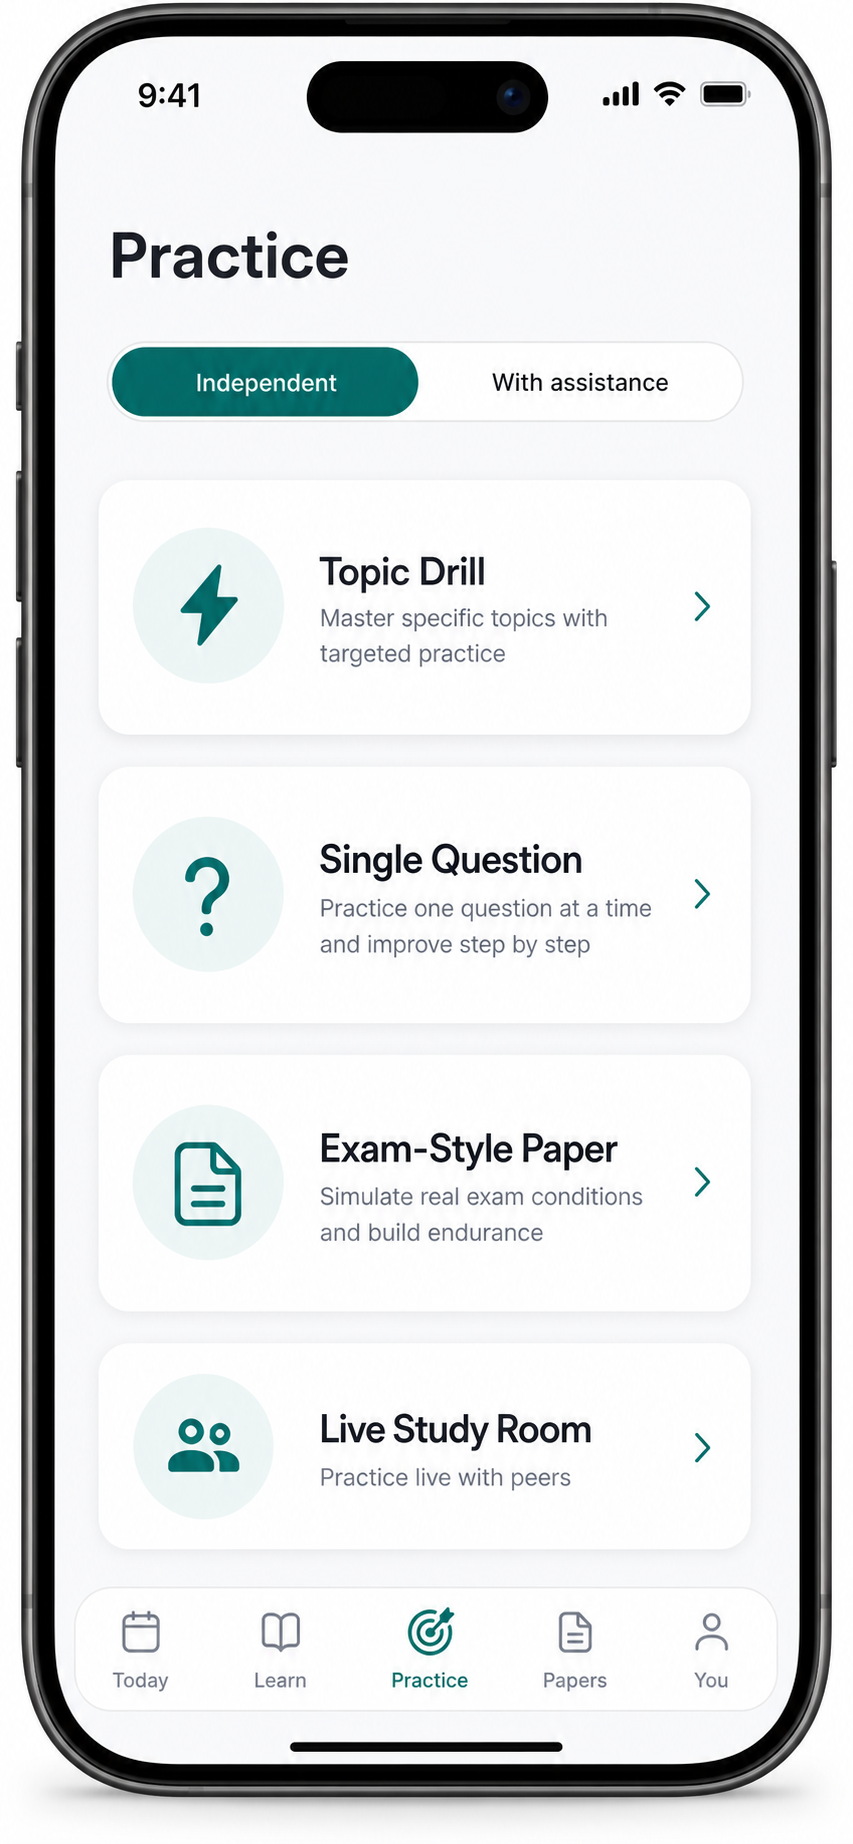 9:41
Practice
Independent
With assistance
Topic Drill
Master specific topics with
targeted practice
Single Question
Practice one question at a time
and improve step by step
Exam-Style Paper
Simulate real exam conditions
and build endurance
Live Study Room
Practice live with peers
Today
Learn
Practice
Papers
You